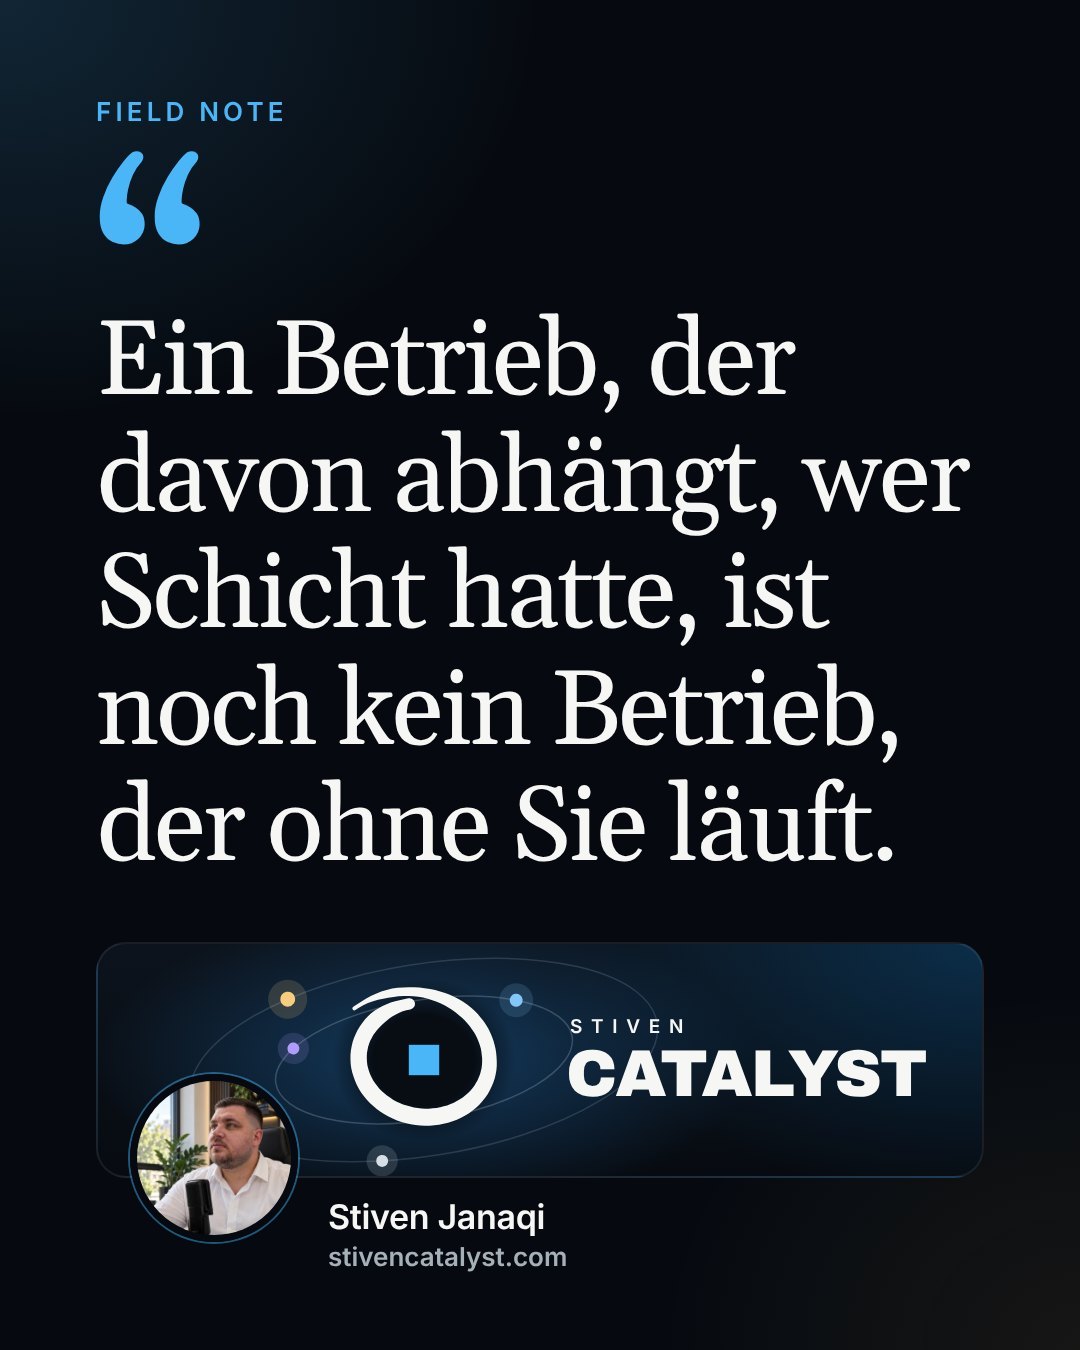 FIELD NOTE
“
Ein Betrieb, der
davon abhängt, wer
Schicht hatte, ist
noch kein Betrieb,
der ohne Sie läuft.
STIVEN
CATALYST
Stiven Janaqi
stivencatalyst.com